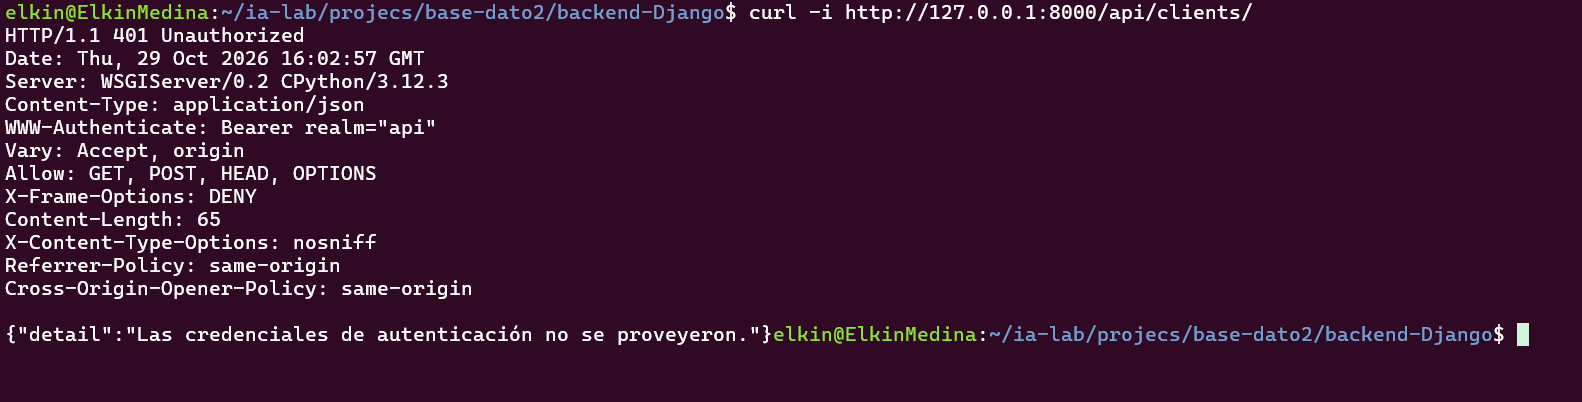 elkin@ElkinMedina:~/ia-lab/projecs/base-dato2/backend-Django$ curl -i http://127.0.0.1:8000/api/clients/
HTTP/1.1 401 Unauthorized
Date: Thu, 29 Oct 2026 16:02:57 GMT
Server: WSGIServer/0.2 CPython/3.12.3
Content-Type: application/json
WWW-Authenticate: Bearer realm="api"
Vary: Accept, origin
Allow: GET, POST, HEAD, OPTIONS
X-Frame-Options: DENY
Content-Length: 65
X-Content-Type-Options: nosniff
Referrer-Policy: same-origin
Cross-Origin-Opener-Policy: same-origin

{"detail":"Las credenciales de autenticación no se proveyeron."}elkin@ElkinMedina:~/ia-lab/projecs/base-dato2/backend-Django$